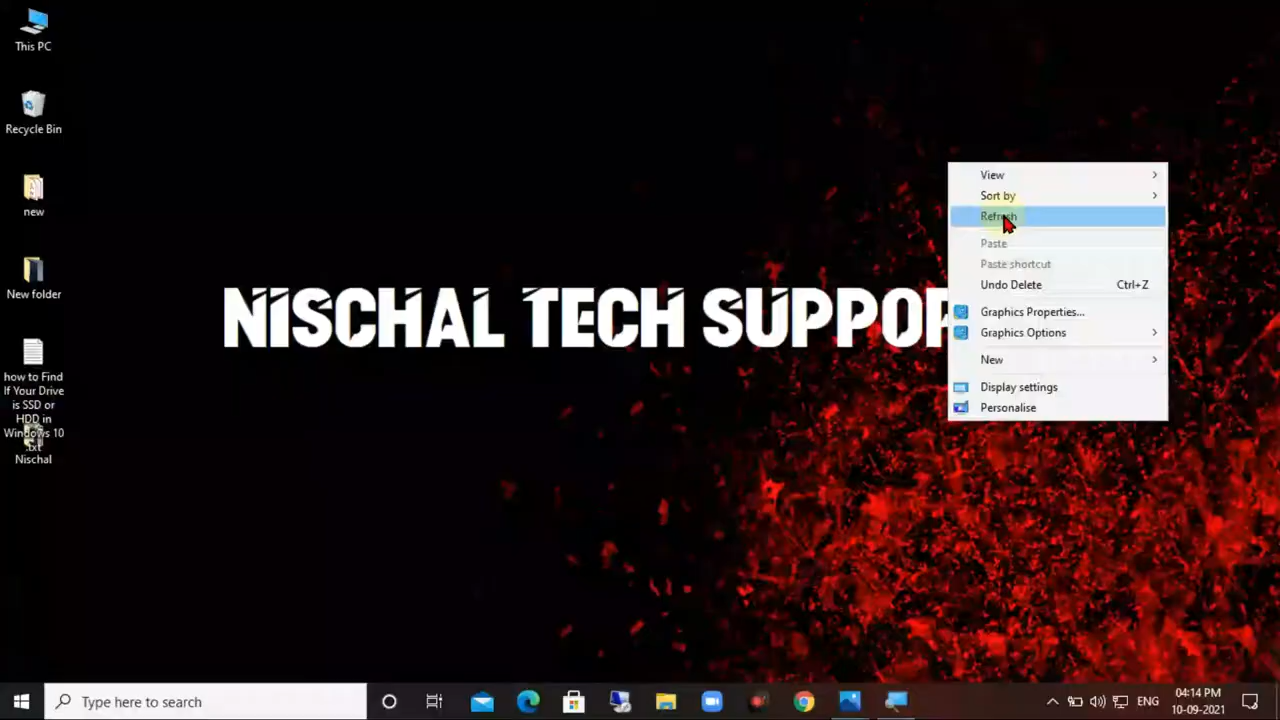 This PC
Recycle Bin
new
New folder
how to Find
If Your Drive
is SSD or
HDD in
Windows 10
.txt
Nischal
NISCHAL TECH SUPPOR
View
Sort by
Refresh
Paste
Paste shortcut
Undo Delete Ctrl+Z
Graphics Properties...
Graphics Options
New
Display settings
Personalise
Type here to search
ENG
04:14 PM
10-09-2021